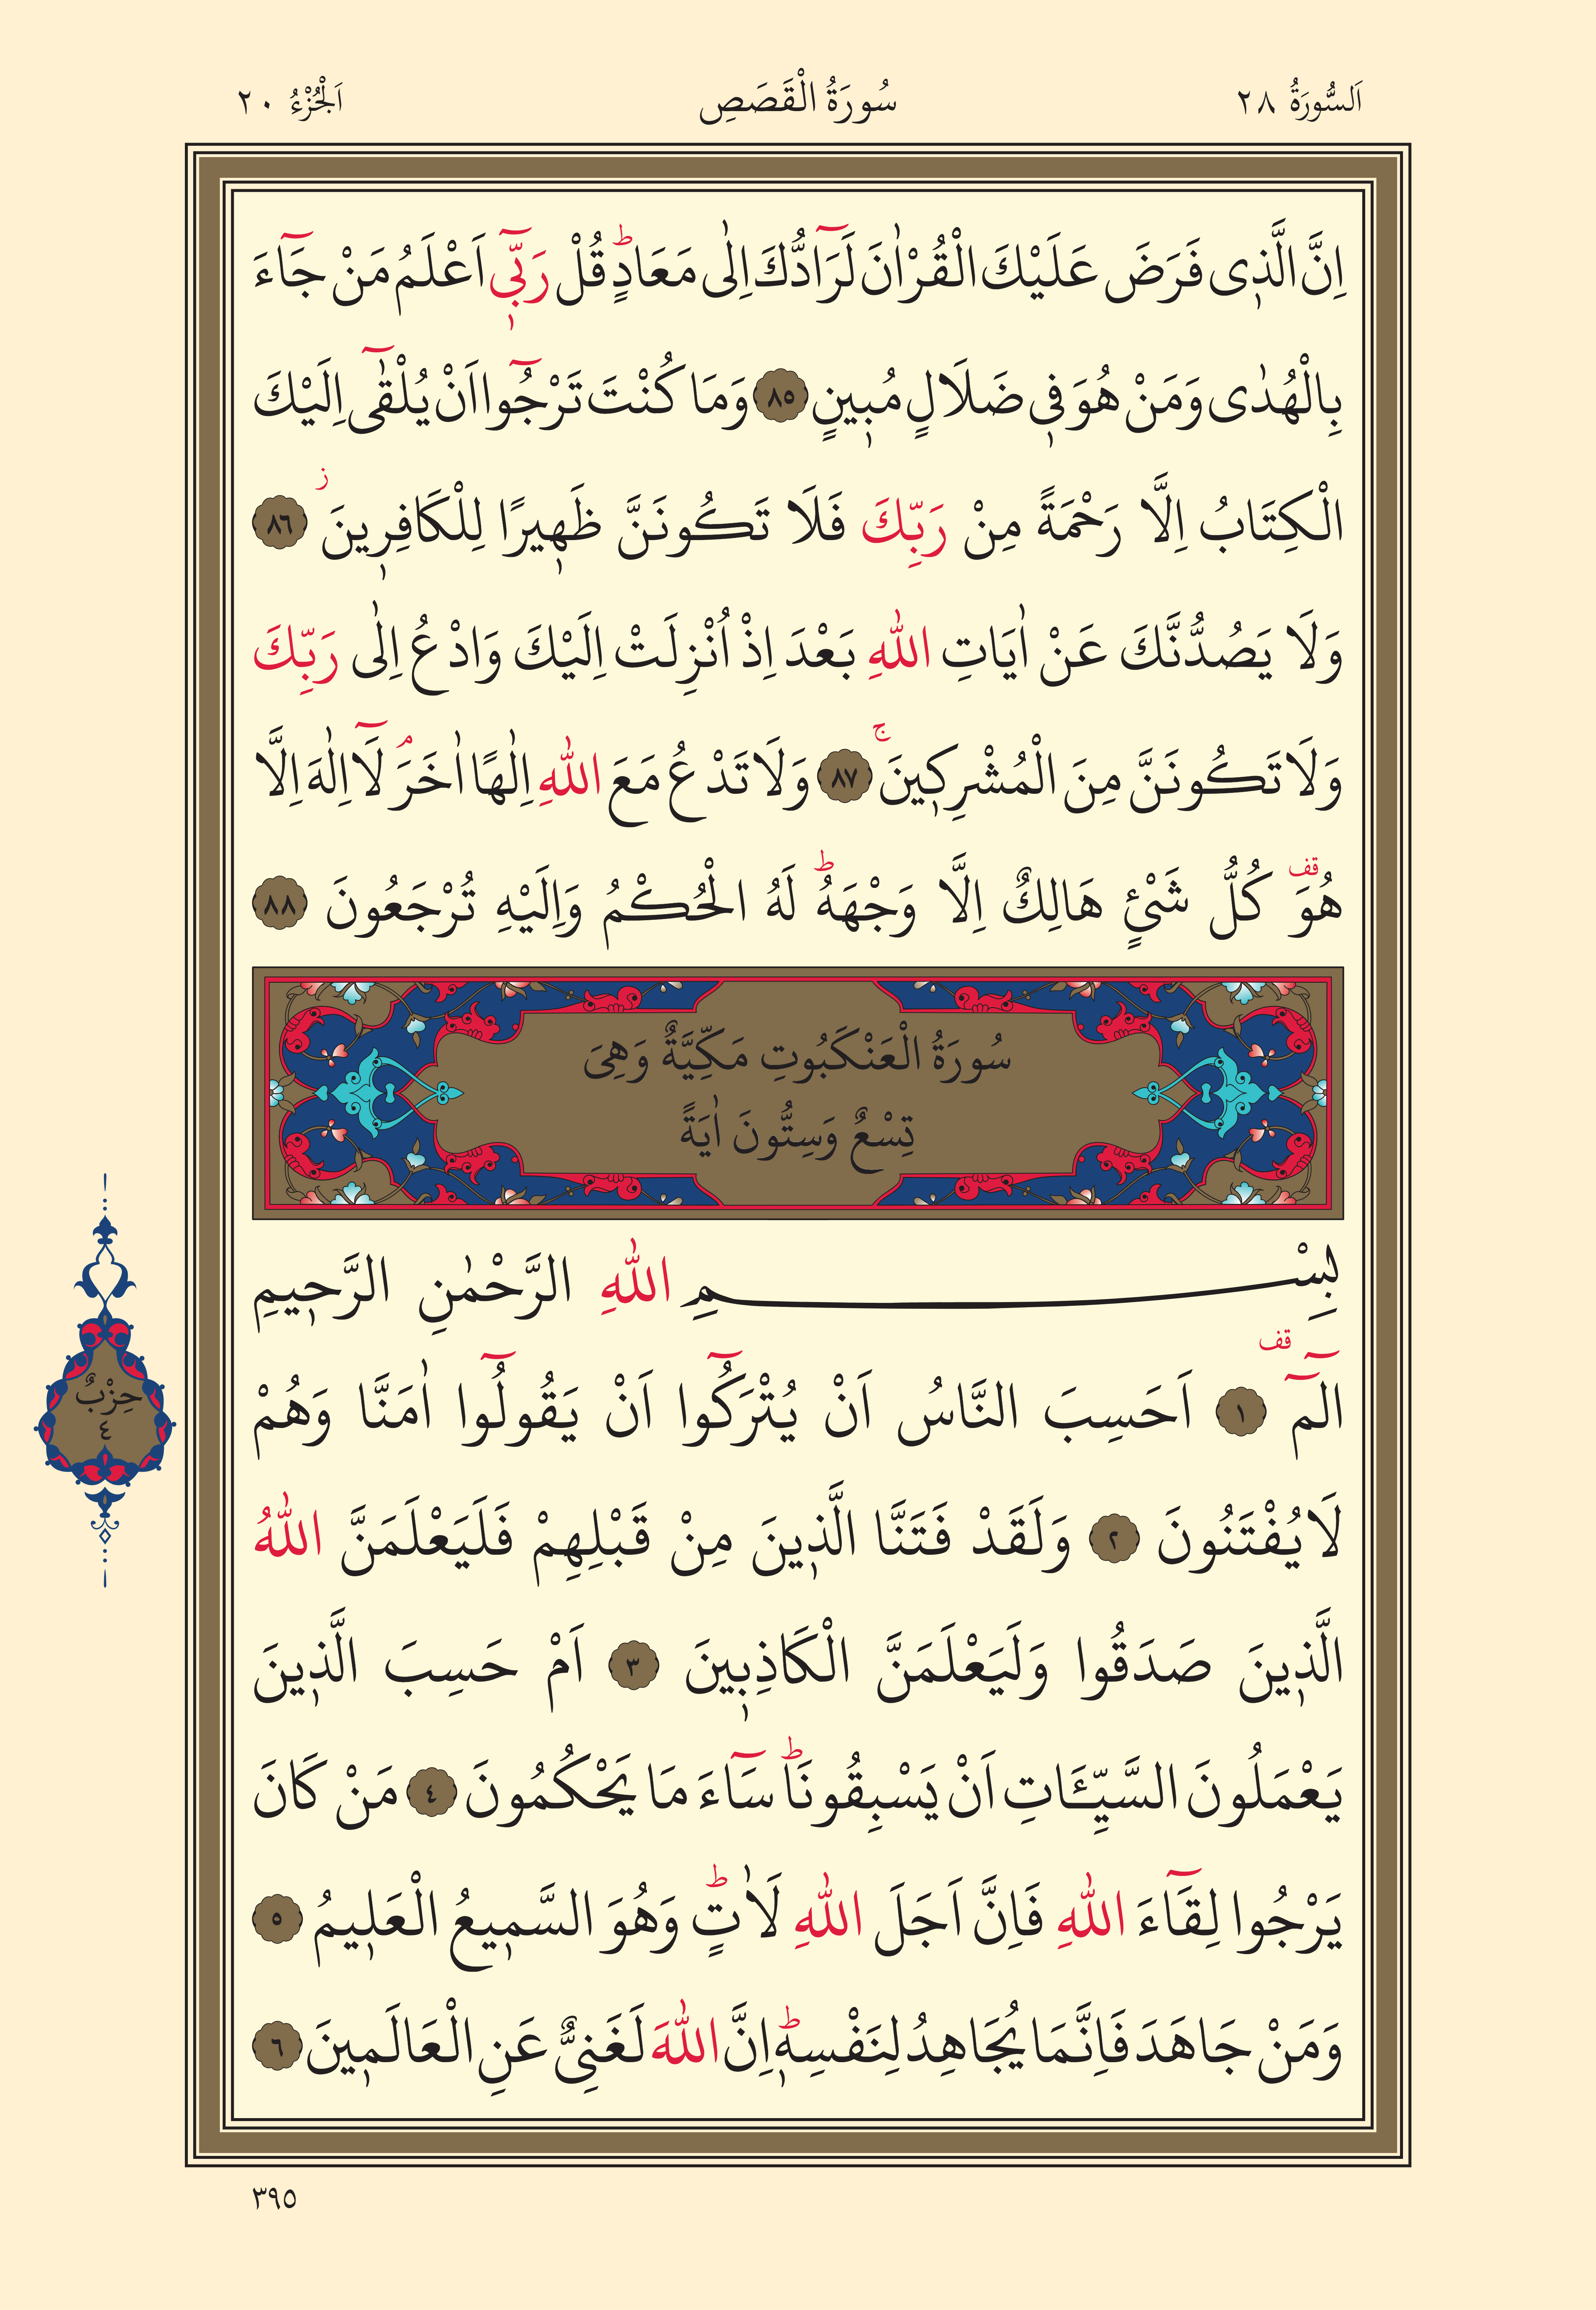 اَلسُّورَةُ ٢٨ سُورَةُ الْقَصَصِ اَلْجُزْءُ ٢٠
اِنَّ الَّذٖى فَرَضَ عَلَيْكَ الْقُرْاٰنَ لَرَٓادُّكَ اِلٰى مَعَادٍؕ قُلْ رَبّٖٓى اَعْلَمُ مَنْ جَٓاءَ
بِالْهُدٰى وَمَنْ هُوَ فٖى ضَلَالٍ مُبٖينٍ ٨٥ وَمَا كُنْتَ تَرْجُٓوا اَنْ يُلْقٰٓى اِلَيْكَ
الْكِتَابُ اِلَّا رَحْمَةً مِنْ رَبِّكَ فَلَا تَكُونَنَّ ظَهٖيرًا لِلْكَافِرٖينَؗ ٨٦
وَلَا يَصُدُّنَّكَ عَنْ اٰيَاتِ اللّٰهِ بَعْدَ اِذْ اُنْزِلَتْ اِلَيْكَ وَادْعُ اِلٰى رَبِّكَ
وَلَا تَكُونَنَّ مِنَ الْمُشْرِكٖينَۚ ٨٧ وَلَا تَدْعُ مَعَ اللّٰهِ اِلٰهًا اٰخَرَۢ لَٓا اِلٰهَ اِلَّا
هُوَ قف كُلُّ شَىْءٍ هَالِكٌ اِلَّا وَجْهَهُؕ لَهُ الْحُكْمُ وَاِلَيْهِ تُرْجَعُونَ ٨٨
سُورَةُ الْعَنْكَبُوتِ مَكِّيَّةٌ وَهِىَ
تِسْعٌ وَسِتُّونَ اٰيَةً
بِسْمِ اللّٰهِ الرَّحْمٰنِ الرَّحٖيمِ
الٓمٓ قف ١ اَحَسِبَ النَّاسُ اَنْ يُتْرَكُٓوا اَنْ يَقُولُٓوا اٰمَنَّا وَهُمْ
حِزْبٌ
٤
لَا يُفْتَنُونَ ٢ وَلَقَدْ فَتَنَّا الَّذٖينَ مِنْ قَبْلِهِمْ فَلَيَعْلَمَنَّ اللّٰهُ
الَّذٖينَ صَدَقُوا وَلَيَعْلَمَنَّ الْكَاذِبٖينَ ٣ اَمْ حَسِبَ الَّذٖينَ
يَعْمَلُونَ السَّيِّـَٔاتِ اَنْ يَسْبِقُونَاؕ سَٓاءَ مَا يَحْكُمُونَ ٤ مَنْ كَانَ
يَرْجُوا لِقَٓاءَ اللّٰهِ فَاِنَّ اَجَلَ اللّٰهِ لَاٰتٍؕ وَهُوَ السَّمٖيعُ الْعَلٖيمُ ٥
وَمَنْ جَاهَدَ فَاِنَّمَا يُجَاهِدُ لِنَفْسِهٖؕ اِنَّ اللّٰهَ لَغَنِىٌّ عَنِ الْعَالَمٖينَ ٦
٣٩٥